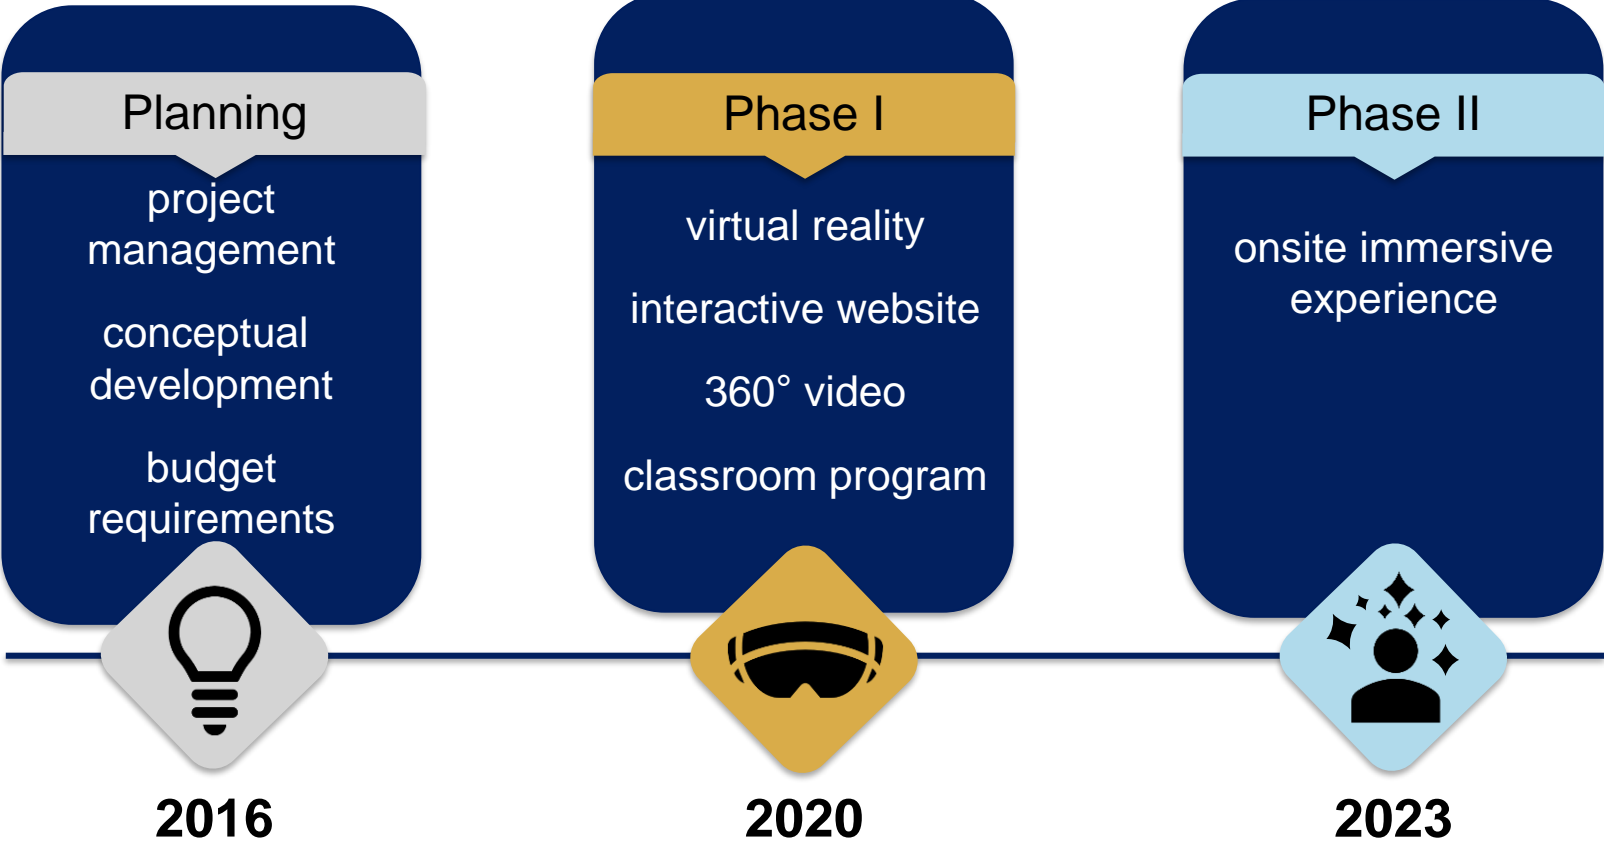 Planning
project
management
conceptual
development
budget
requirements
2016
Phase I
virtual reality
interactive website
360° video
classroom program
2020
Phase II
onsite immersive
experience
2023